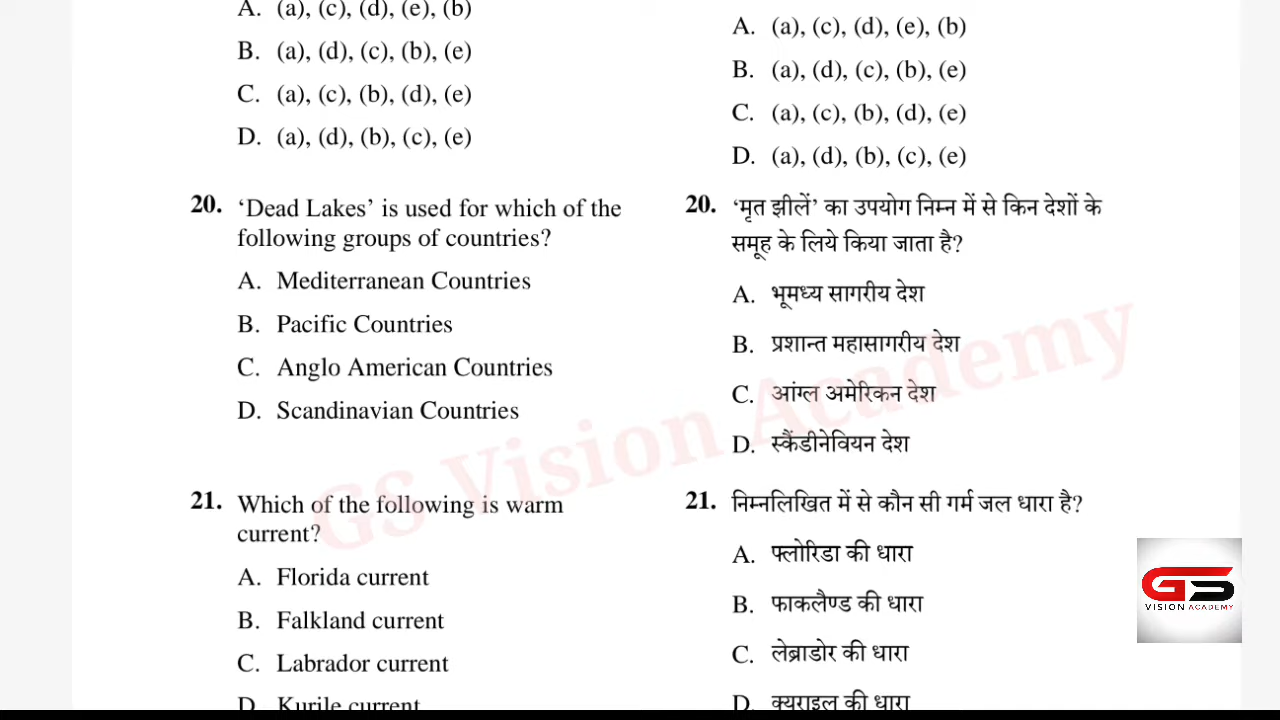 A. (a), (c), (d), (e), (b)
B. (a), (d), (c), (b), (e)
C. (a), (c), (b), (d), (e)
D. (a), (d), (b), (c), (e)
20. ‘Dead Lakes’ is used for which of the
following groups of countries?
A. Mediterranean Countries
B. Pacific Countries
C. Anglo American Countries
D. Scandinavian Countries
21. Which of the following is warm
current?
A. Florida current
B. Falkland current
C. Labrador current
D. Kurile current
A. (a), (c), (d), (e), (b)
B. (a), (d), (c), (b), (e)
C. (a), (c), (b), (d), (e)
D. (a), (d), (b), (c), (e)
20. ‘मृत झीलें’ का उपयोग निम्न में से किन देशों के
समूह के लिये किया जाता है?
A. भूमध्य सागरीय देश
B. प्रशान्त महासागरीय देश
C. आंग्ल अमेरिकन देश
D. स्कैंडीनेवियन देश
21. निम्नलिखित में से कौन सी गर्म जल धारा है?
A. फ्लोरिडा की धारा
B. फाकलैण्ड की धारा
C. लेब्राडोर की धारा
D. क्यूराइल की धारा
GS Vision Academy
GS
VISION ACADEMY